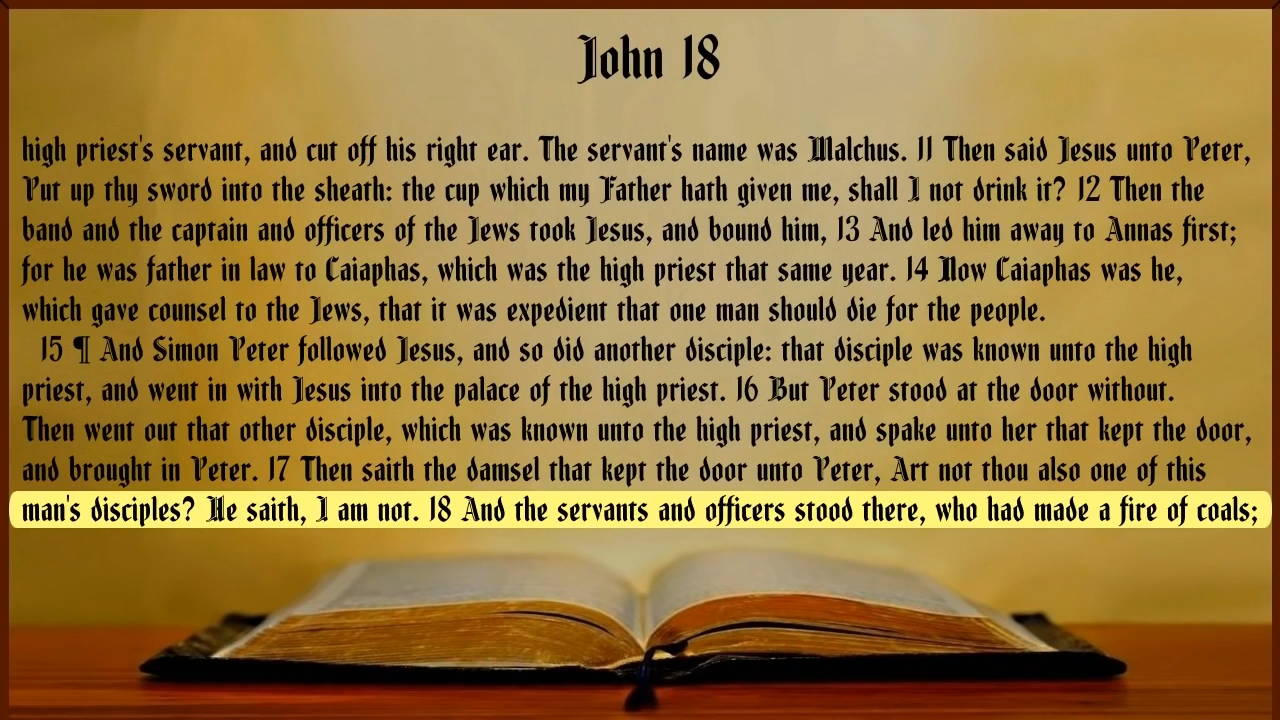 John 18
high priest's servant, and cut off his right ear. The servant's name was Malchus. 11 Then said Jesus unto Peter,
Put up thy sword into the sheath: the cup which my Father hath given me, shall I not drink it? 12 Then the
band and the captain and officers of the Jews took Jesus, and bound him, 13 And led him away to Annas first;
for he was father in law to Caiaphas, which was the high priest that same year. 14 Now Caiaphas was he,
which gave counsel to the Jews, that it was expedient that one man should die for the people.
15 ¶ And Simon Peter followed Jesus, and so did another disciple: that disciple was known unto the high
priest, and went in with Jesus into the palace of the high priest. 16 But Peter stood at the door without.
Then went out that other disciple, which was known unto the high priest, and spake unto her that kept the door,
and brought in Peter. 17 Then saith the damsel that kept the door unto Peter, Art not thou also one of this
man's disciples? He saith, I am not. 18 And the servants and officers stood there, who had made a fire of coals;